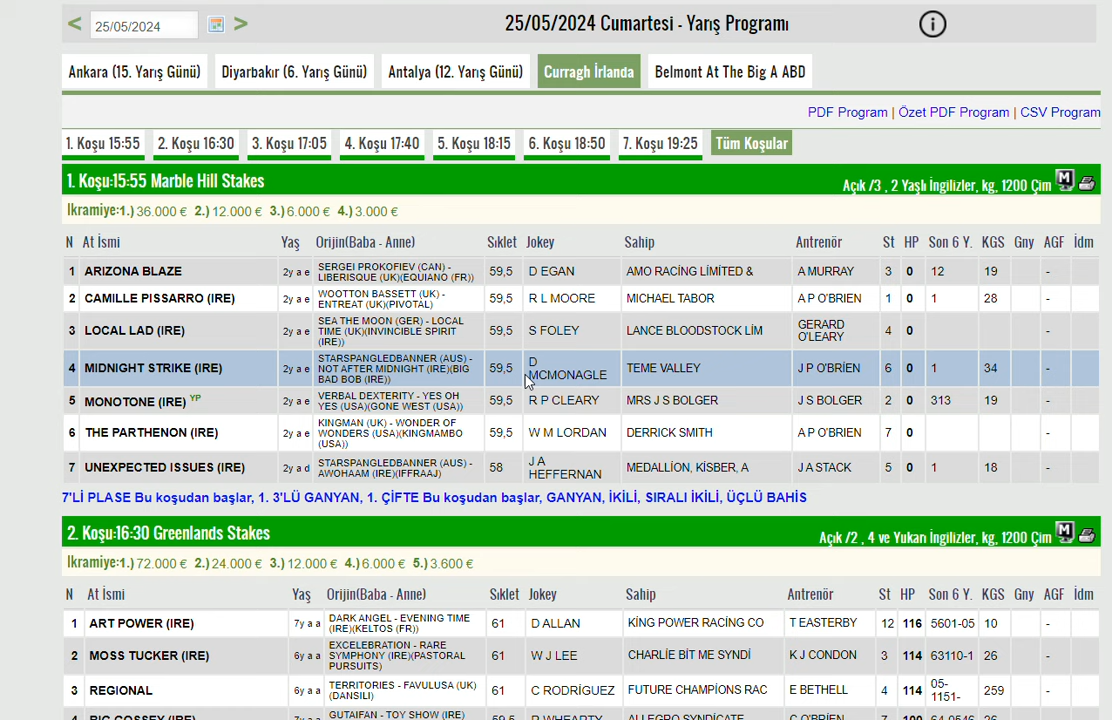 < 25/05/2024 >
25/05/2024 Cumartesi - Yarış Programı
Ankara (15. Yarış Günü) Diyarbakır (6. Yarış Günü) Antalya (12. Yarış Günü) Curragh İrlanda Belmont At The Big A ABD
PDF Program | Özet PDF Program | CSV Program
1. Koşu 15:55 2. Koşu 16:30 3. Koşu 17:05 4. Koşu 17:40 5. Koşu 18:15 6. Koşu 18:50 7. Koşu 19:25 Tüm Koşular
1. Koşu:15:55 Marble Hill Stakes Açık /3 , 2 Yaşlı İngilizler, kg, 1200 Çim M
İkramiye:1.) 36.000 € 2.) 12.000 € 3.) 6.000 € 4.) 3.000 €
N At İsmi Yaş Orijin(Baba - Anne) Sıklet Jokey Sahip Antrenör St HP Son 6 Y. KGS Gny AGF İdm
1 ARIZONA BLAZE 2y a e SERGEI PROKOFIEV (CAN) - LIBERISQUE (UK)(EQUIANO (FR)) 59,5 D EGAN AMO RACİNG LİMİTED & A MURRAY 3 0 12 19 -
2 CAMILLE PISSARRO (IRE) 2y a e WOOTTON BASSETT (UK) - ENTREAT (UK)(PIVOTAL) 59,5 R L MOORE MICHAEL TABOR A P O'BRIEN 1 0 1 28 -
3 LOCAL LAD (IRE) 2y a e SEA THE MOON (GER) - LOCAL TIME (UK)(INVINCIBLE SPIRIT (IRE)) 59,5 S FOLEY LANCE BLOODSTOCK LİM GERARD O'LEARY 4 0 -
4 MIDNIGHT STRIKE (IRE) 2y a e STARSPANGLEDBANNER (AUS) - NOT AFTER MIDNIGHT (IRE)(BIG BAD BOB (IRE)) 59,5 D MCMONAGLE TEME VALLEY J P O'BRİEN 6 0 1 34 -
5 MONOTONE (IRE) YP 2y a e VERBAL DEXTERITY - YES OH YES (USA)(GONE WEST (USA)) 59,5 R P CLEARY MRS J S BOLGER J S BOLGER 2 0 313 19 -
6 THE PARTHENON (IRE) 2y a e KINGMAN (UK) - WONDER OF WONDERS (USA)(KINGMAMBO (USA)) 59,5 W M LORDAN DERRICK SMITH A P O'BRIEN 7 0 -
7 UNEXPECTED ISSUES (IRE) 2y a d STARSPANGLEDBANNER (AUS) - AWOHAAM (IRE)(IFFRAAJ) 58 J A HEFFERNAN MEDALLİON, KİSBER, A J A STACK 5 0 1 18 -
7'Lİ PLASE Bu koşudan başlar, 1. 3'LÜ GANYAN, 1. ÇİFTE Bu koşudan başlar, GANYAN, İKİLİ, SIRALI İKİLİ, ÜÇLÜ BAHİS
2. Koşu:16:30 Greenlands Stakes Açık /2 , 4 ve Yukarı İngilizler, kg, 1200 Çim M
İkramiye:1.) 72.000 € 2.) 24.000 € 3.) 12.000 € 4.) 6.000 € 5.) 3.600 €
N At İsmi Yaş Orijin(Baba - Anne) Sıklet Jokey Sahip Antrenör St HP Son 6 Y. KGS Gny AGF İdm
1 ART POWER (IRE) 7y a a DARK ANGEL - EVENING TIME (IRE)(KELTOS (FR)) 61 D ALLAN KİNG POWER RACİNG CO T EASTERBY 12 116 5601-05 10 -
2 MOSS TUCKER (IRE) 6y a a EXCELEBRATION - RARE SYMPHONY (IRE)(PASTORAL PURSUITS) 61 W J LEE CHARLİE BİT ME SYNDİ K J CONDON 3 114 63110-1 26 -
3 REGIONAL 6y a a TERRITORIES - FAVULUSA (UK)(DANSILI) 61 C RODRİGUEZ FUTURE CHAMPİONS RAC E BETHELL 4 114 05-1151- 259 -
GUTAIFAN - TOY SHOW (IRE)